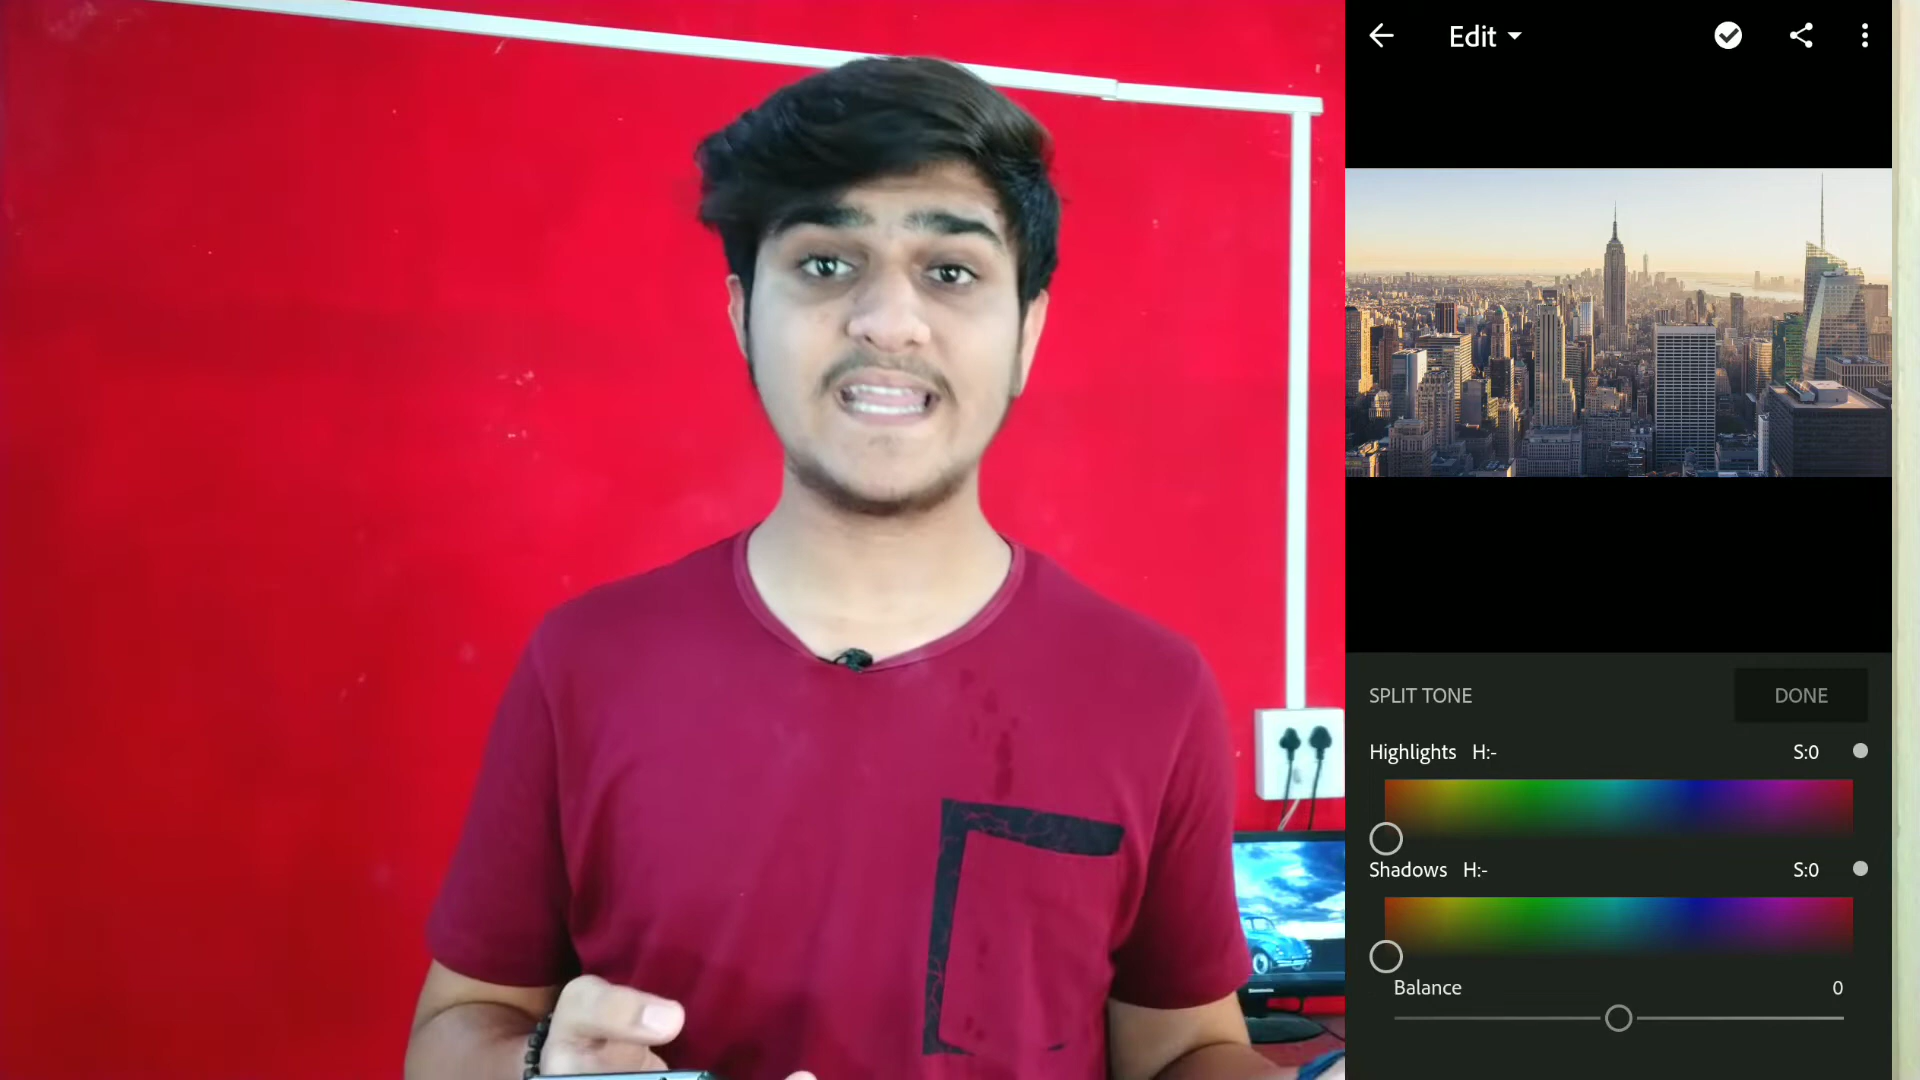 Edit
SPLIT TONE
DONE
Highlights H:-
S:0
Shadows H:-
S:0
Balance
0